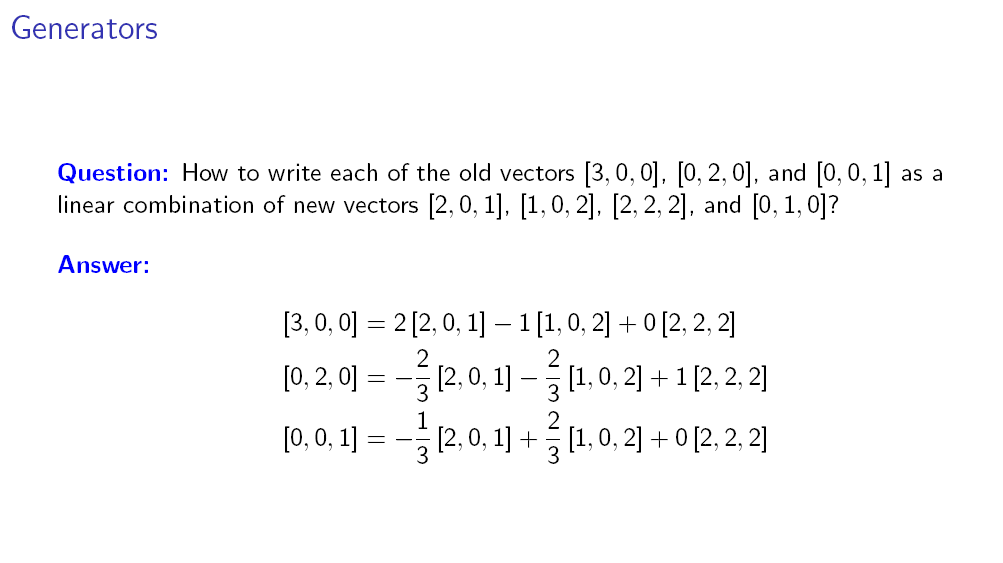 Generators
Question: How to write each of the old vectors [3, 0, 0], [0, 2, 0], and [0, 0, 1] as a
linear combination of new vectors [2, 0, 1], [1, 0, 2], [2, 2, 2], and [0, 1, 0]?
Answer:
[3, 0, 0] = 2 [2, 0, 1] − 1 [1, 0, 2] + 0 [2, 2, 2]
[0, 2, 0] = −2/3 [2, 0, 1] − 2/3 [1, 0, 2] + 1 [2, 2, 2]
[0, 0, 1] = −1/3 [2, 0, 1] + 2/3 [1, 0, 2] + 0 [2, 2, 2]